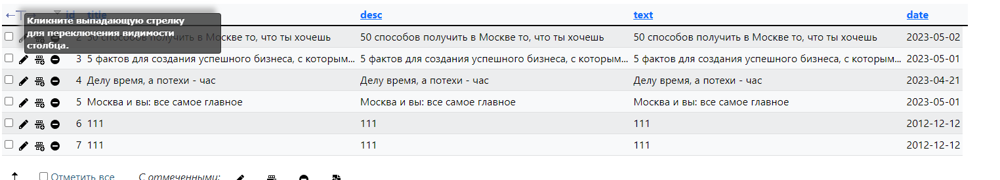 id title desc text date
Кликните выпадающую стрелку
для переключения видимости
столбца.
2 50 способов получить в Москве то, что ты хочешь 50 способов получить в Москве то, что ты хочешь 50 способов получить в Москве то, что ты хочешь 2023-05-02
3 5 фактов для создания успешного бизнеса, с которым... 5 фактов для создания успешного бизнеса, с которым... 5 фактов для создания успешного бизнеса, с которым... 2023-05-01
4 Делу время, а потехи - час Делу время, а потехи - час Делу время, а потехи - час 2023-04-21
5 Москва и вы: все самое главное Москва и вы: все самое главное Москва и вы: все самое главное 2023-05-01
6 111 111 111 2012-12-12
7 111 111 111 2012-12-12
Отметить все С отмеченными: